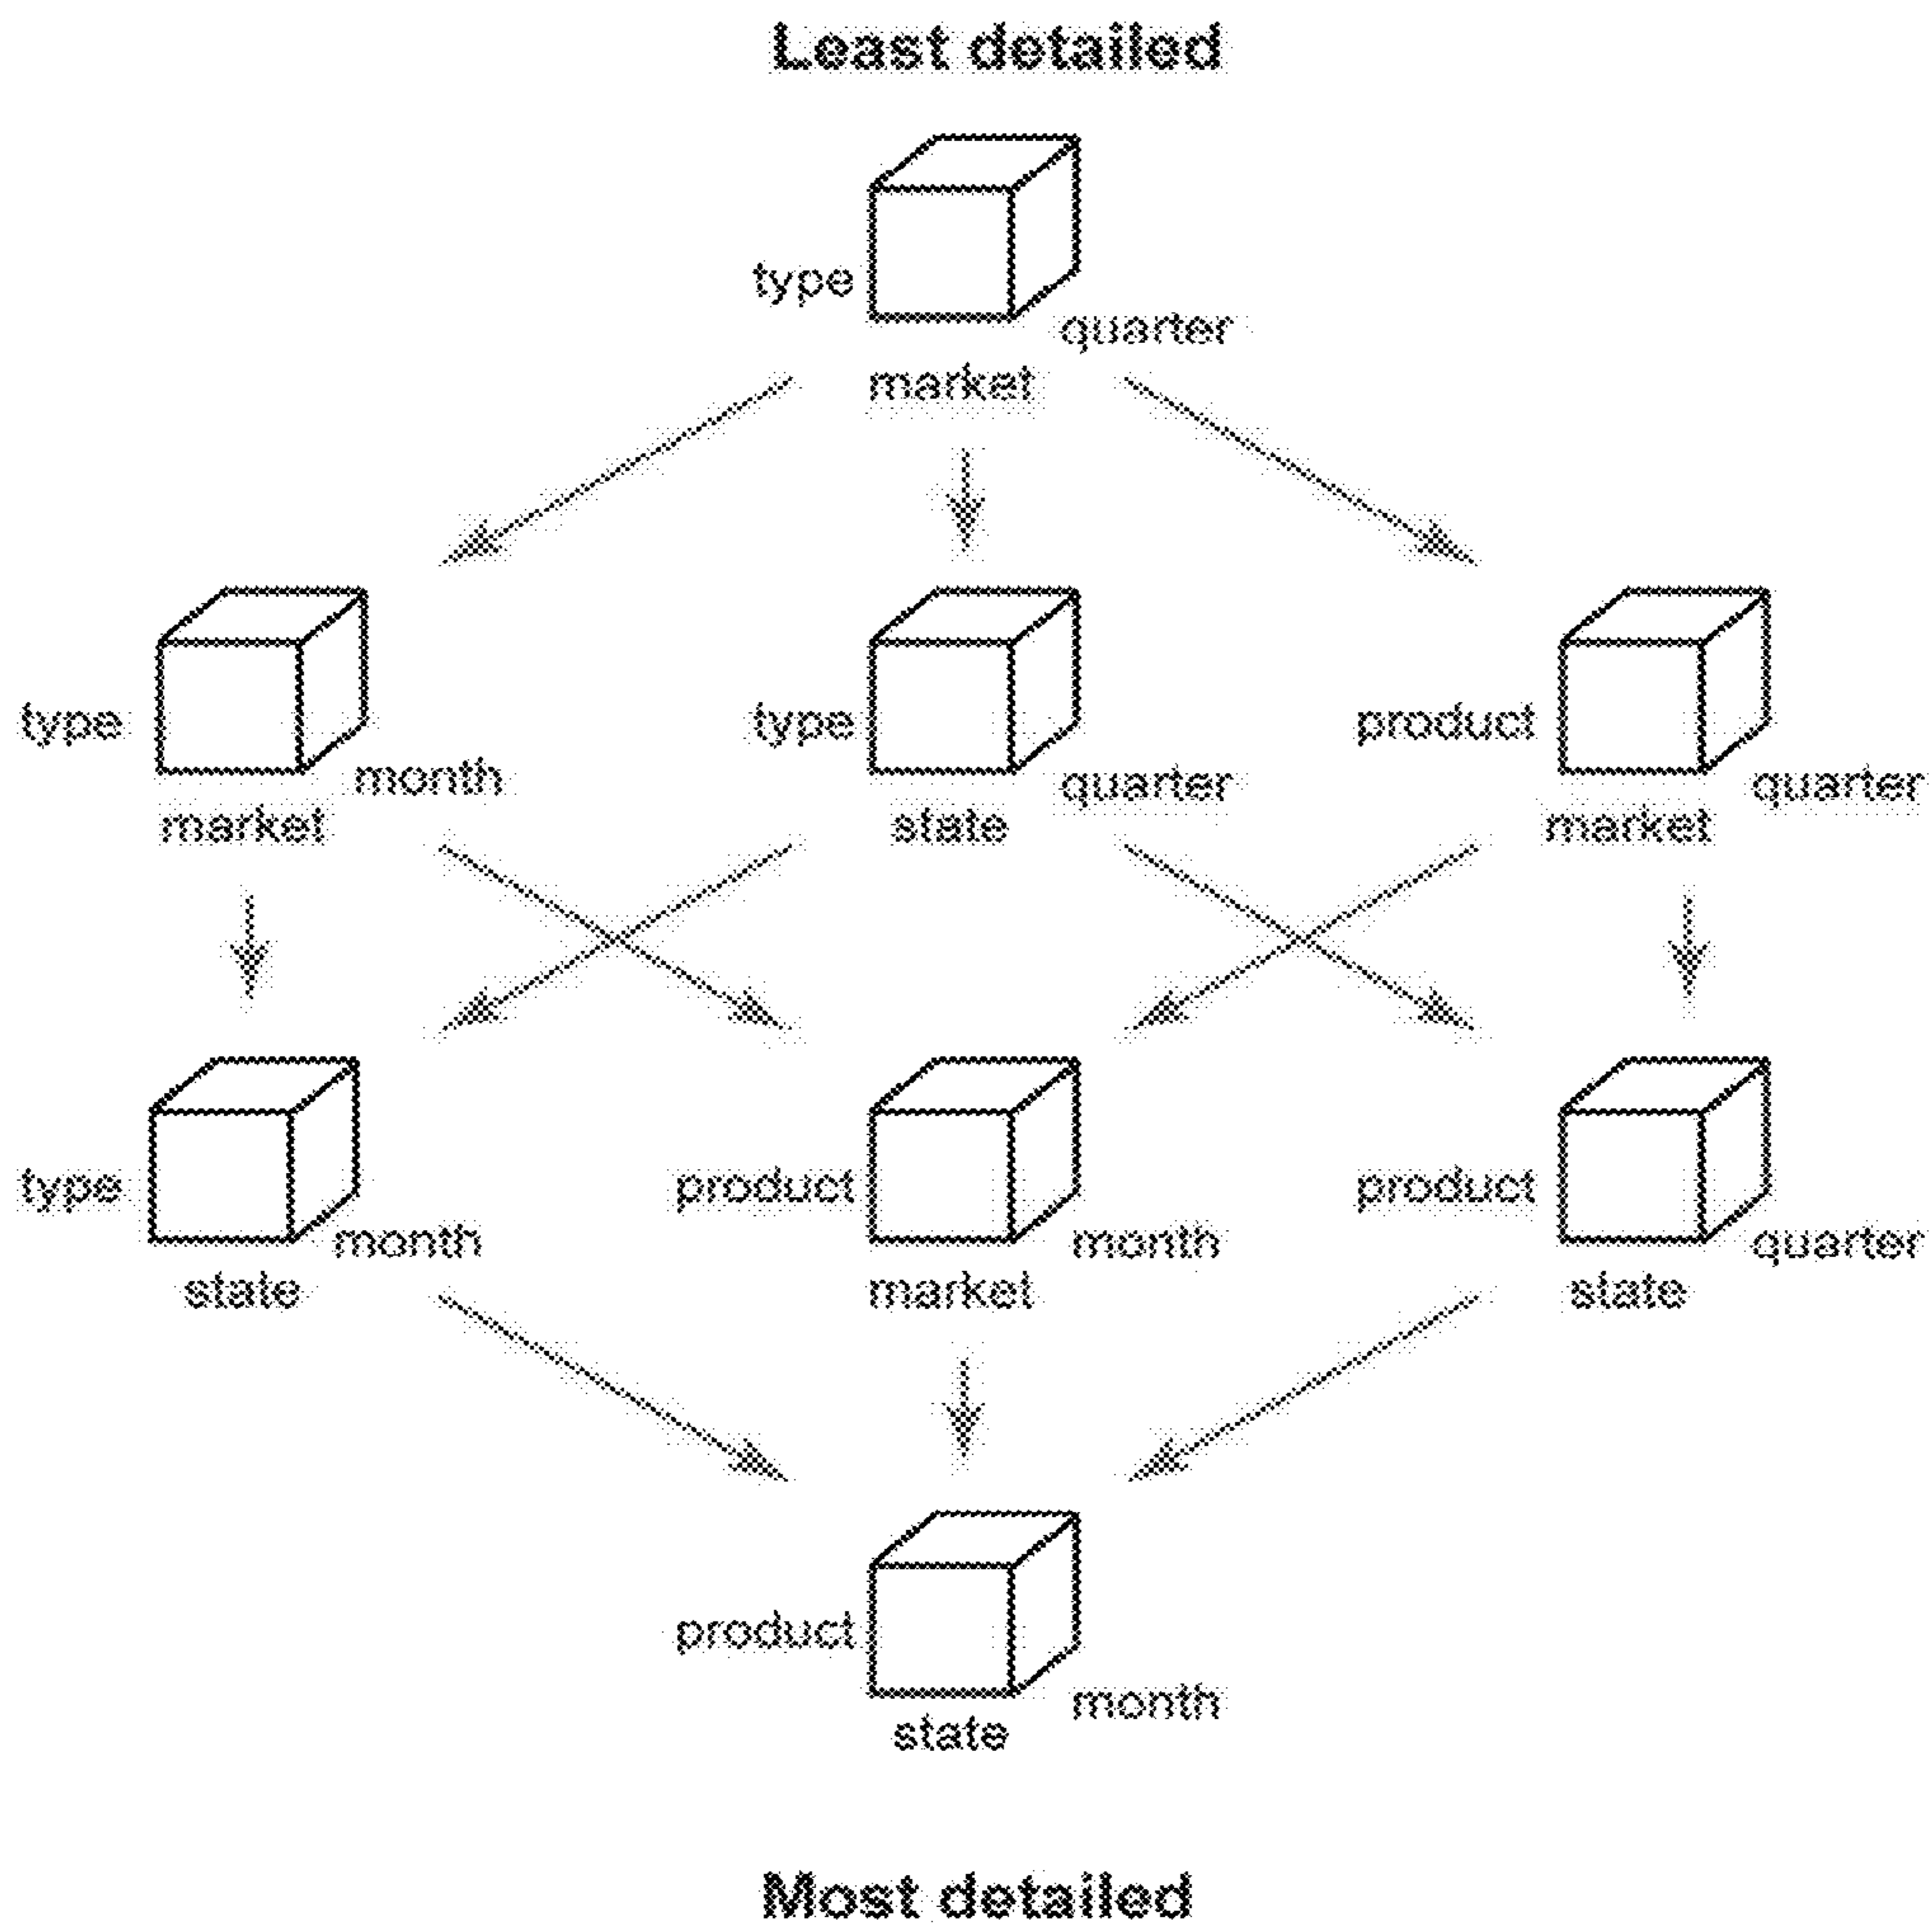 Least detailed
type
quarter
market
type
month
market
type
quarter
state
product
quarter
market
type
month
state
product
month
market
product
quarter
state
product
month
state
Most detailed